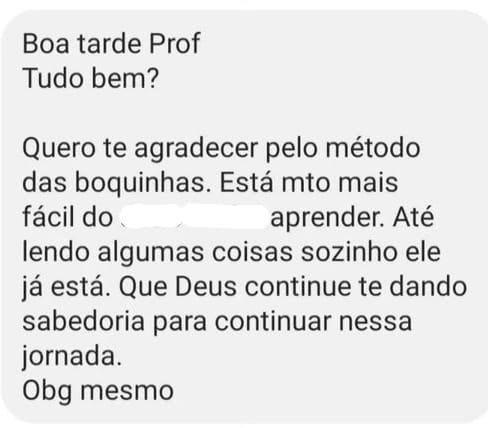 Boa tarde Prof
Tudo bem?
Quero te agradecer pelo método
das boquinhas. Está mto mais
fácil do aprender. Até
lendo algumas coisas sozinho ele
já está. Que Deus continue te dando
sabedoria para continuar nessa
jornada.
Obg mesmo